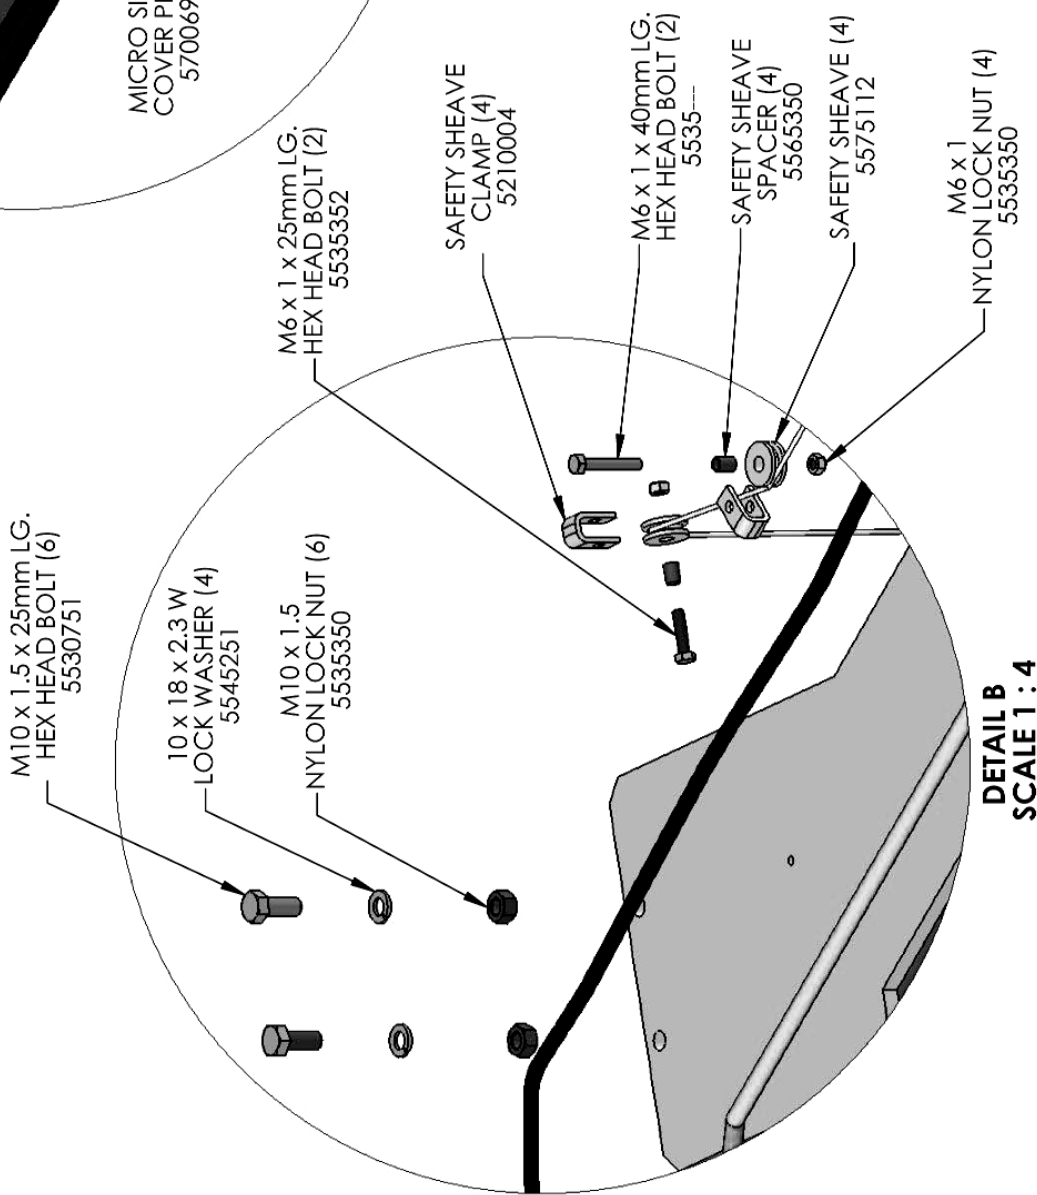 MICRO
COVER
M10 x 1.5 x 25mm LG.
HEX HEAD BOLT (6)
5530751
10 x 18 x 2.3 W
LOCK WASHER (4)
5545251
M10 x 1.5
NYLON LOCK NUT (6)
5535350
M6 x 1 x 25mm LG.
HEX HEAD BOLT (2)
5535352
SAFETY SHEAVE
CLAMP (4)
5210004
M6 x 1 x 40mm LG.
HEX HEAD BOLT (2)
5535---
SAFETY SHEAVE
SPACER (4)
5565350
SAFETY SHEAVE (4)
5575112
M6 x 1
NYLON LOCK NUT (4)
5535350
DETAIL B
SCALE 1 : 4